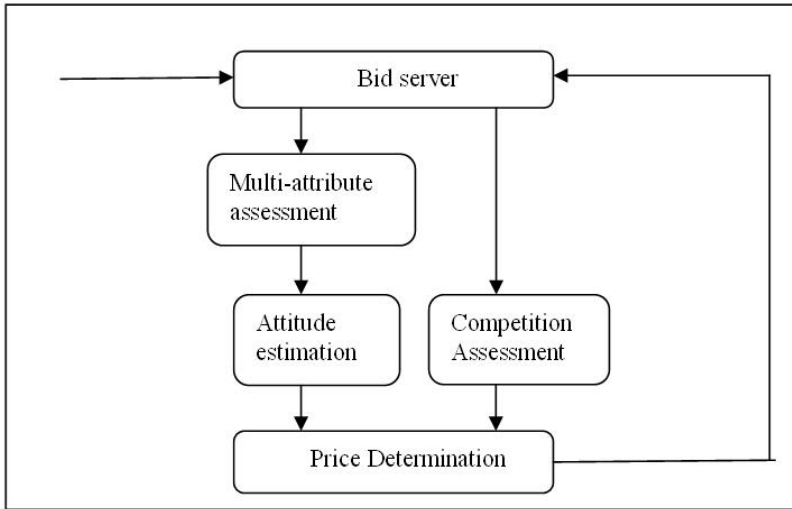 Bid server
Multi-attribute
assessment
Attitude
estimation
Competition
Assessment
Price Determination